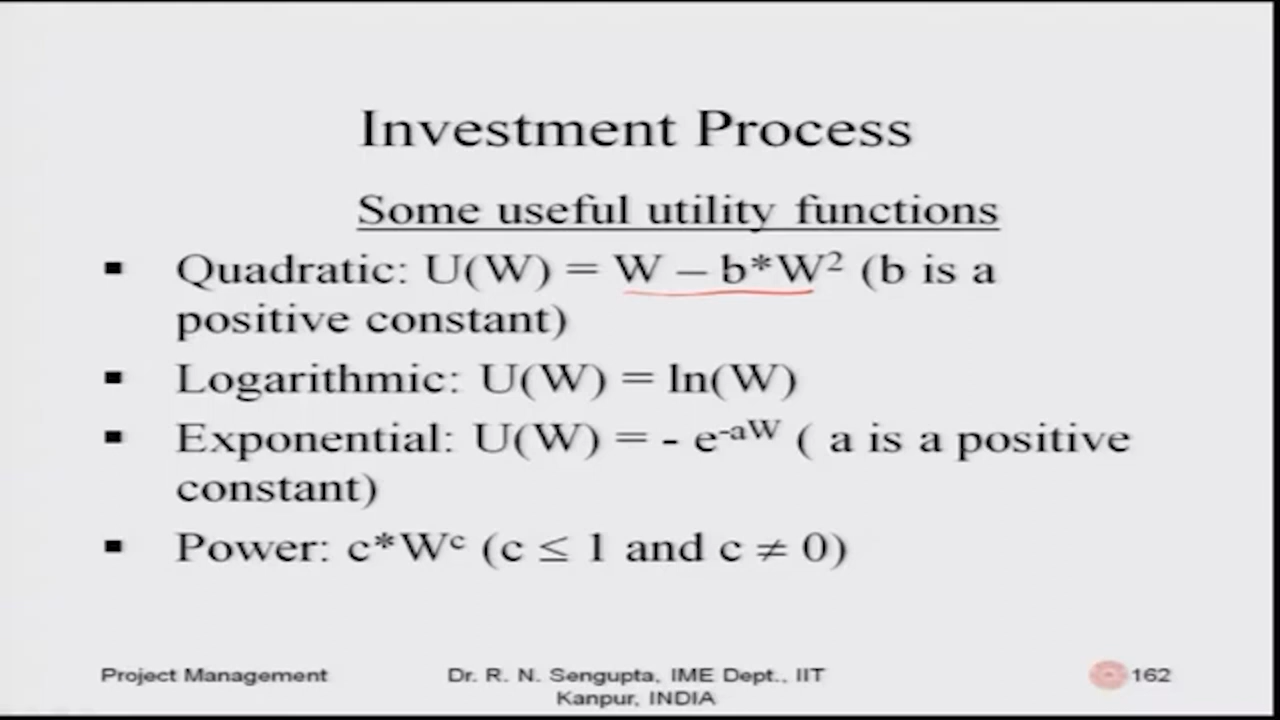 Investment Process
Some useful utility functions
▪ Quadratic: U(W) = W – b*W² (b is a
positive constant)
▪ Logarithmic: U(W) = ln(W)
▪ Exponential: U(W) = - e^-aW ( a is a positive
constant)
▪ Power: c*W^c (c ≤ 1 and c ≠ 0)
Project Management
Dr. R. N. Sengupta, IME Dept., IIT
Kanpur, INDIA
162